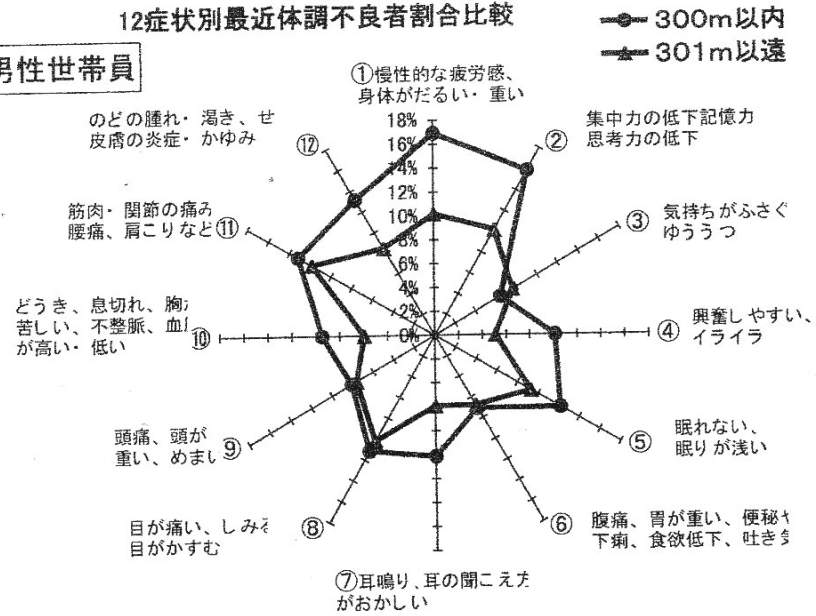 12症状別最近体調不良者割合比較
300m以内
301m以遠
男性世帯員
①慢性的な疲労感、
身体がだるい・重い
②
集中力の低下記憶力
思考力の低下
③
気持ちがふさぐ
ゆううつ
④
興奮しやすい、
イライラ
⑤
眠れない、
眠りが浅い
⑥
腹痛、胃が重い、便秘や
下痢、食欲低下、吐き気
⑦耳鳴り、耳の聞こえ方
がおかしい
⑧
目が痛い、しみる
目がかすむ
⑨
頭痛、頭が
重い、めまい
⑩
どうき、息切れ、胸が
苦しい、不整脈、血圧
が高い・低い
⑪
筋肉・関節の痛み
腰痛、肩こりなど
⑫
のどの腫れ・渇き、せ
皮膚の炎症・かゆみ
18%
16%
14%
12%
10%
8%
6%
4%
2%
0%